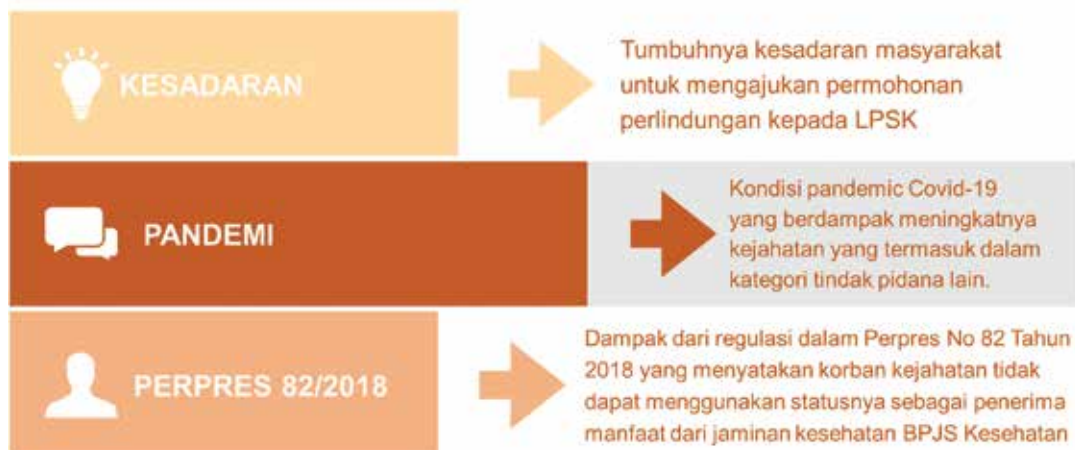 KESADARAN
Tumbuhnya kesadaran masyarakat
untuk mengajukan permohonan
perlindungan kepada LPSK
PANDEMI
Kondisi pandemic Covid-19
yang berdampak meningkatnya
kejahatan yang termasuk dalam
kategori tindak pidana lain.
PERPRES 82/2018
Dampak dari regulasi dalam Perpres No 82 Tahun
2018 yang menyatakan korban kejahatan tidak
dapat menggunakan statusnya sebagai penerima
manfaat dari jaminan kesehatan BPJS Kesehatan